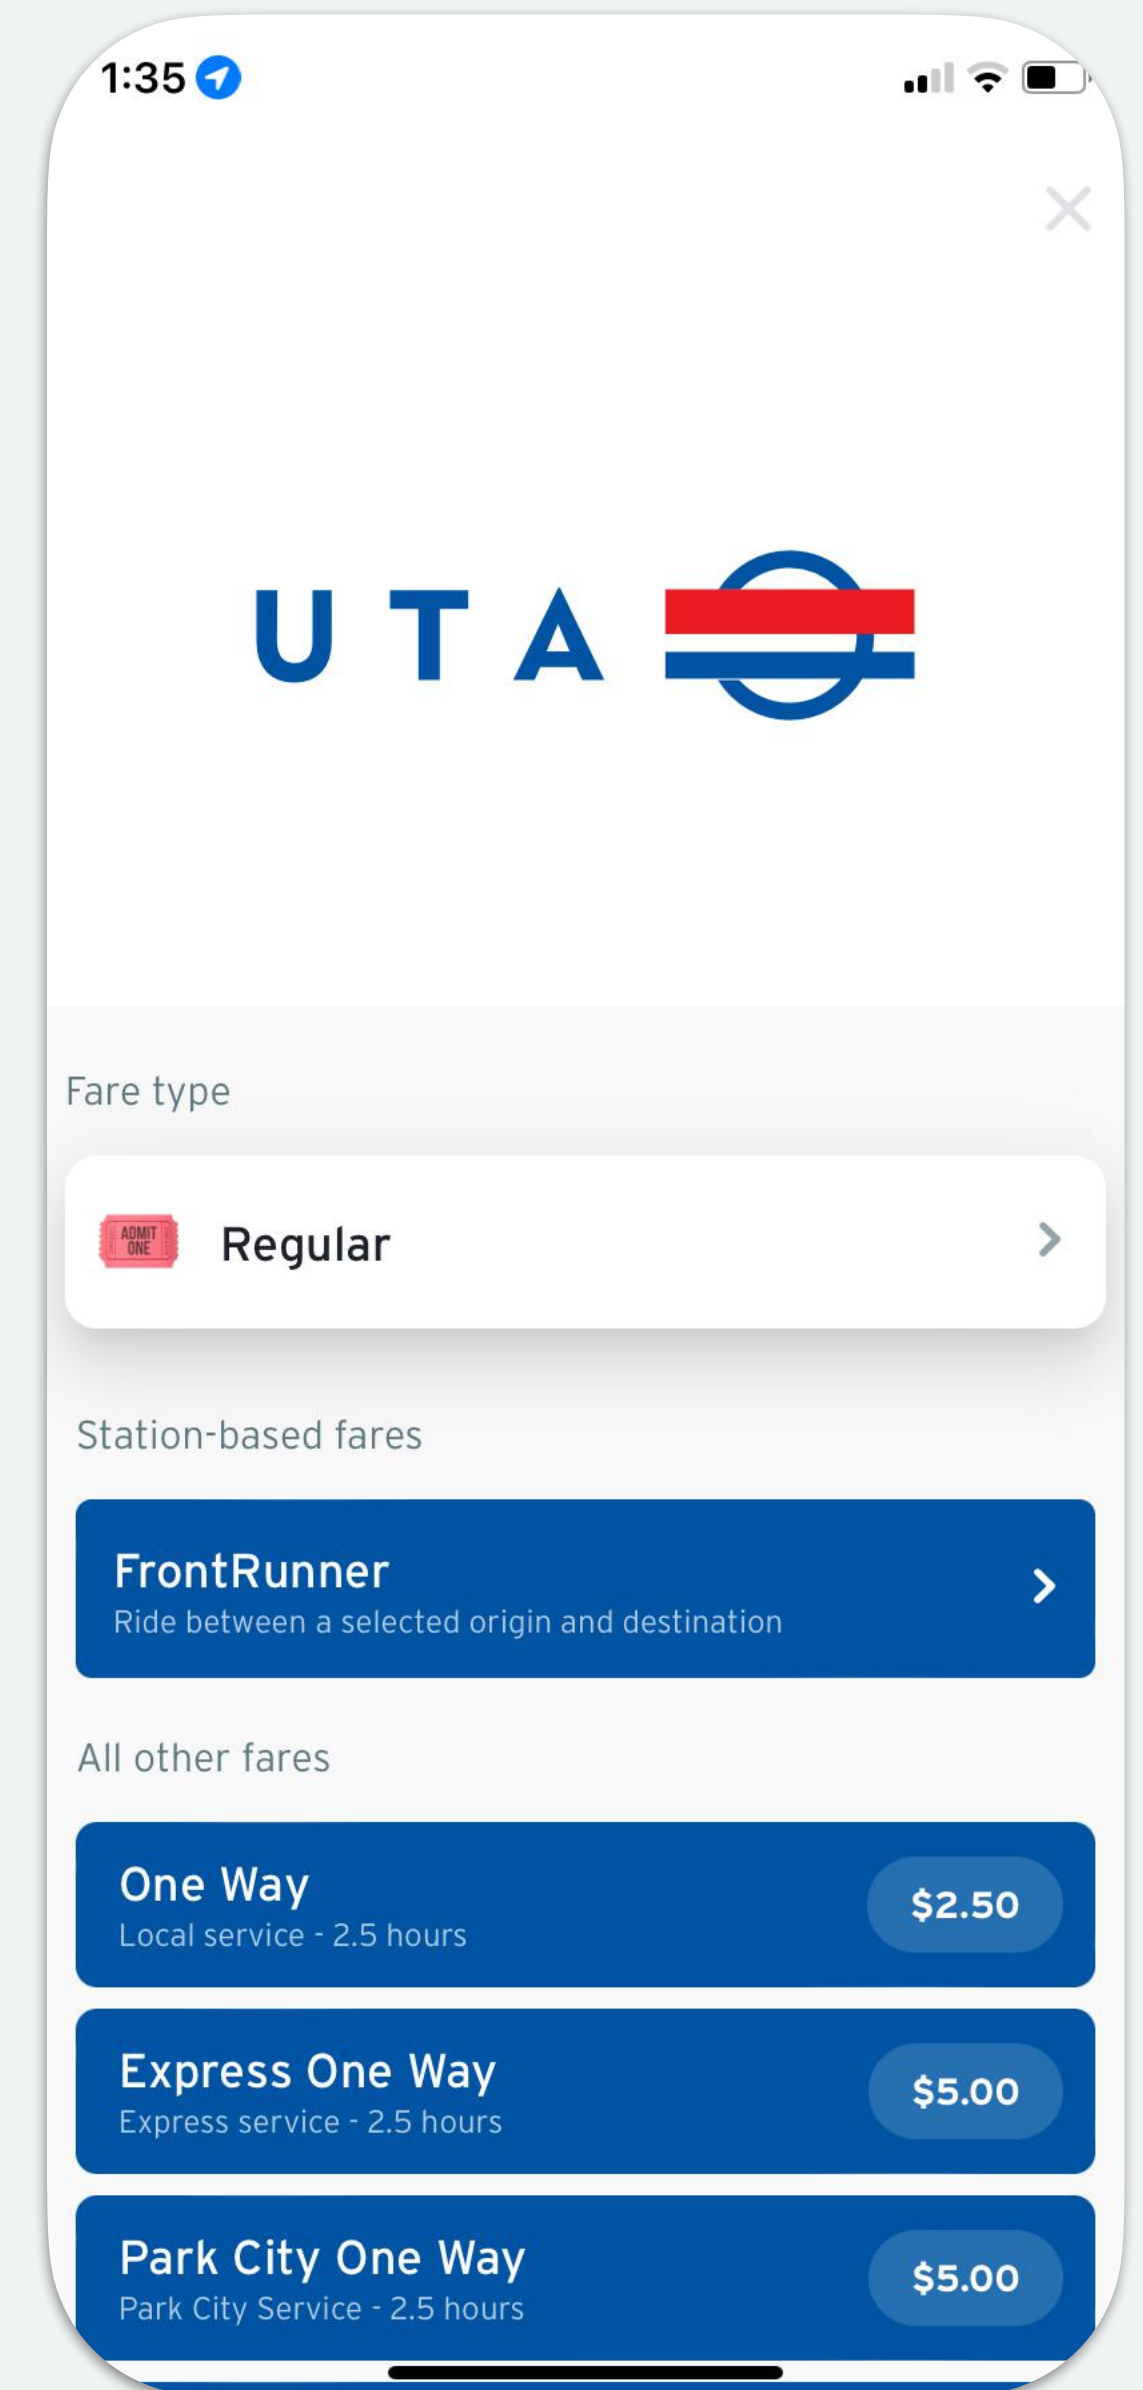 1:35
UTA
Fare type
ADMIT
ONE
Regular
Station-based fares
FrontRunner
Ride between a selected origin and destination
All other fares
One Way
$2.50
Local service - 2.5 hours
Express One Way
$5.00
Express service - 2.5 hours
Park City One Way
$5.00
Park City Service - 2.5 hours